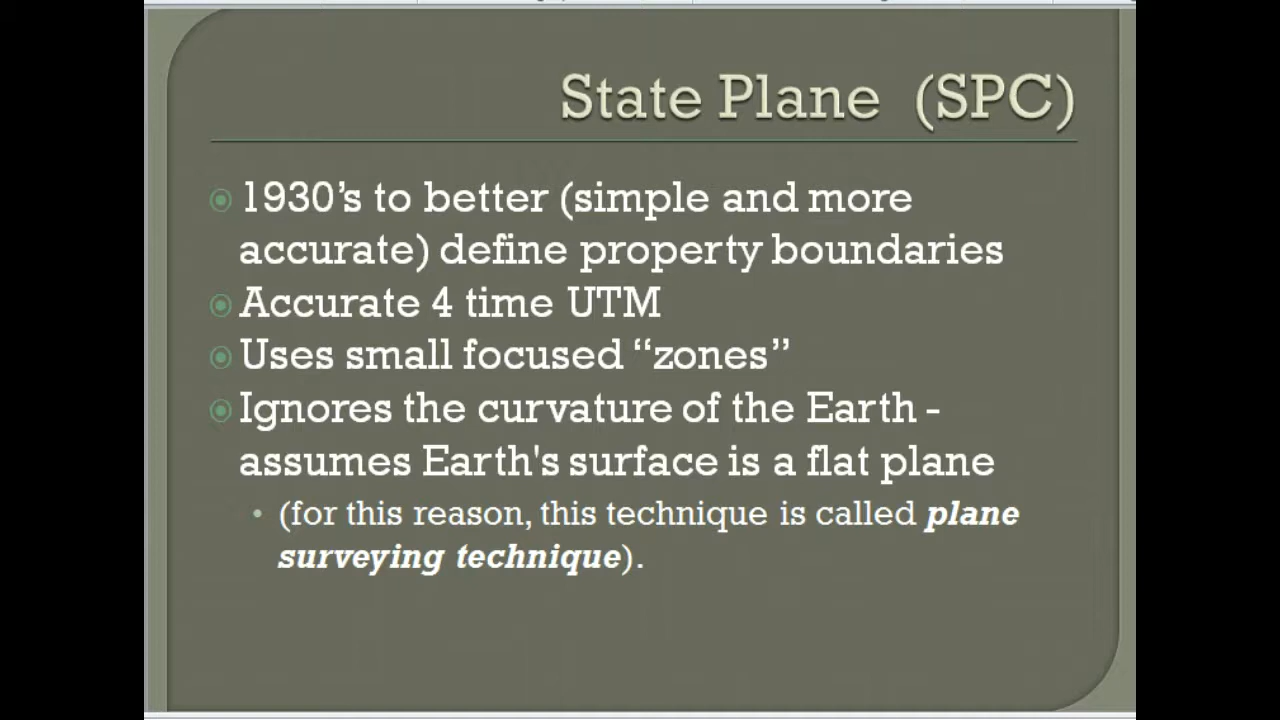 State Plane (SPC)
1930’s to better (simple and more
accurate) define property boundaries
Accurate 4 time UTM
Uses small focused “zones”
Ignores the curvature of the Earth -
assumes Earth's surface is a flat plane
(for this reason, this technique is called plane
surveying technique).